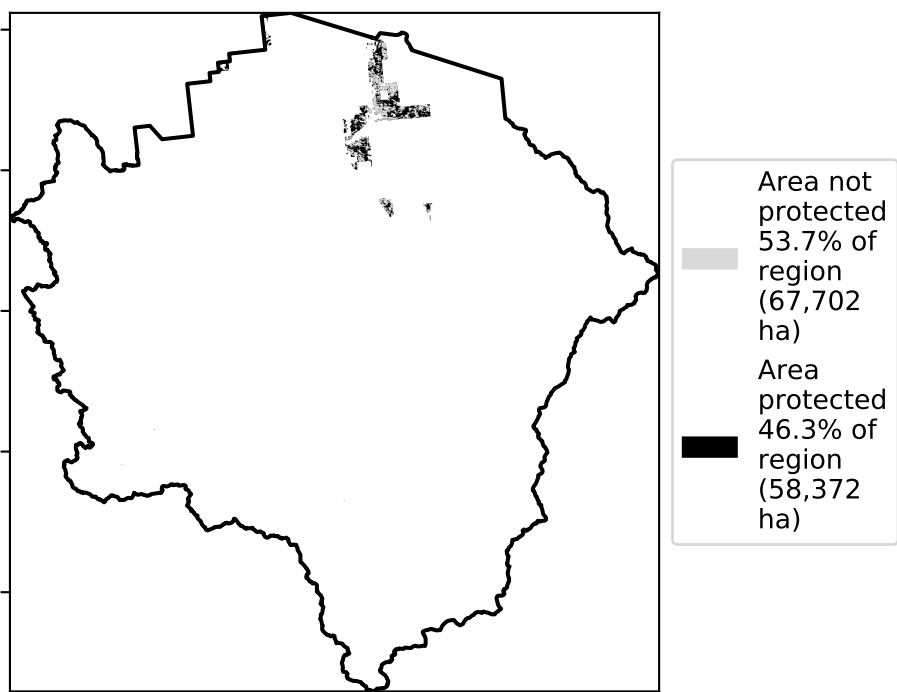 Area not
protected
53.7% of
region
(67,702
ha)
Area
protected
46.3% of
region
(58,372
ha)